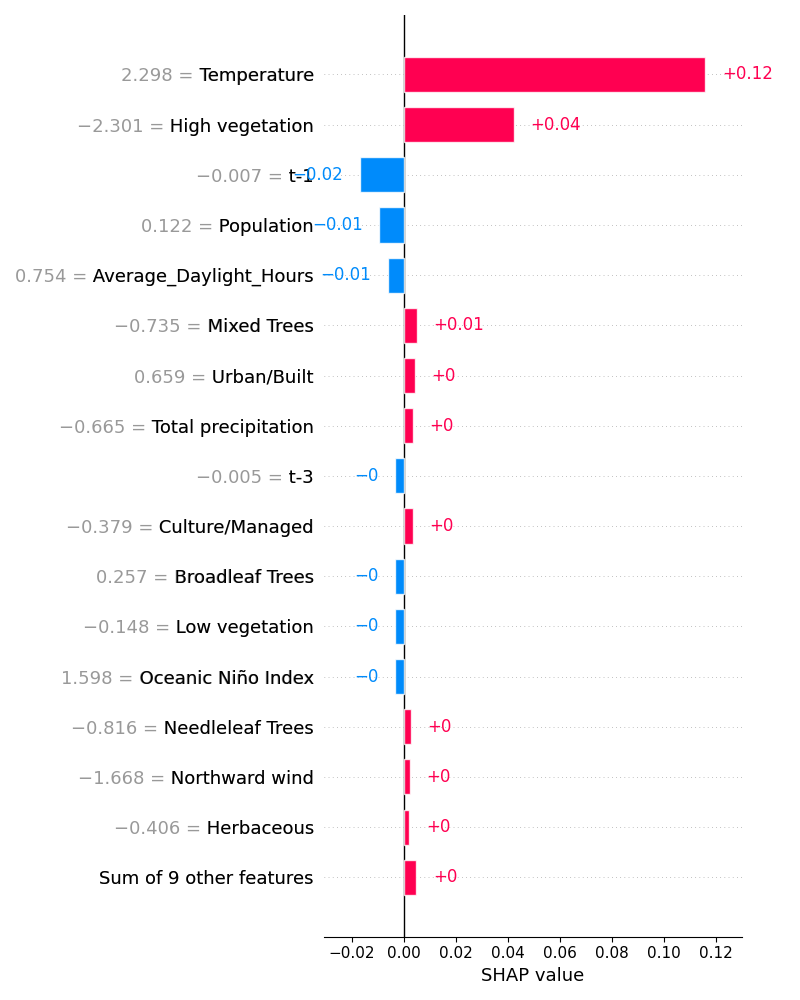 2.298 = Temperature +0.12
−2.301 = High vegetation +0.04
−0.007 = t-1 −0.02
0.122 = Population −0.01
0.754 = Average_Daylight_Hours −0.01
−0.735 = Mixed Trees +0.01
0.659 = Urban/Built +0
−0.665 = Total precipitation +0
−0.005 = t-3 −0
−0.379 = Culture/Managed +0
0.257 = Broadleaf Trees −0
−0.148 = Low vegetation −0
1.598 = Oceanic Niño Index −0
−0.816 = Needleleaf Trees +0
−1.668 = Northward wind +0
−0.406 = Herbaceous +0
Sum of 9 other features +0
−0.02 0.00 0.02 0.04 0.06 0.08 0.10 0.12
SHAP value